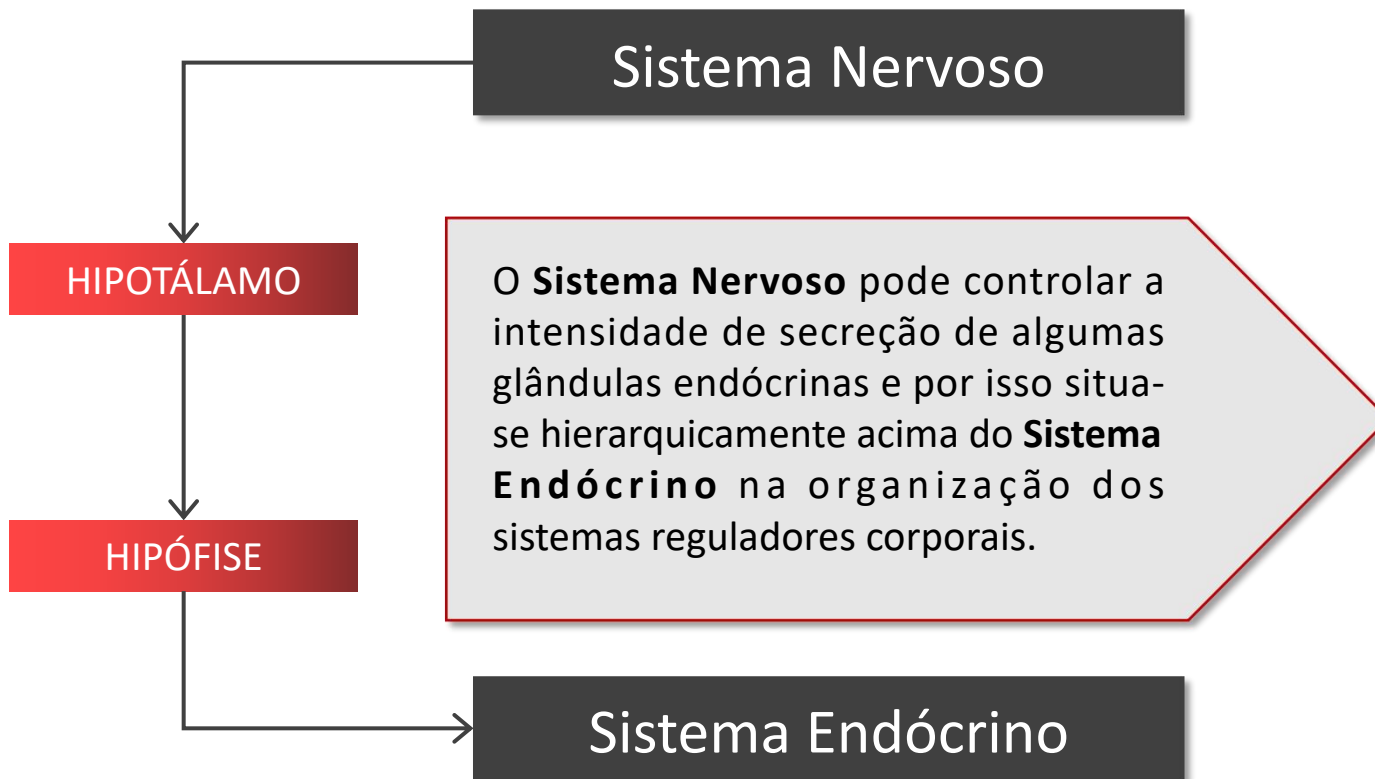 Sistema Nervoso
HIPOTÁLAMO
O Sistema Nervoso pode controlar a
intensidade de secreção de algumas
glândulas endócrinas e por isso situa-
se hierarquicamente acima do Sistema
Endócrino na organização dos
sistemas reguladores corporais.
HIPÓFISE
Sistema Endócrino